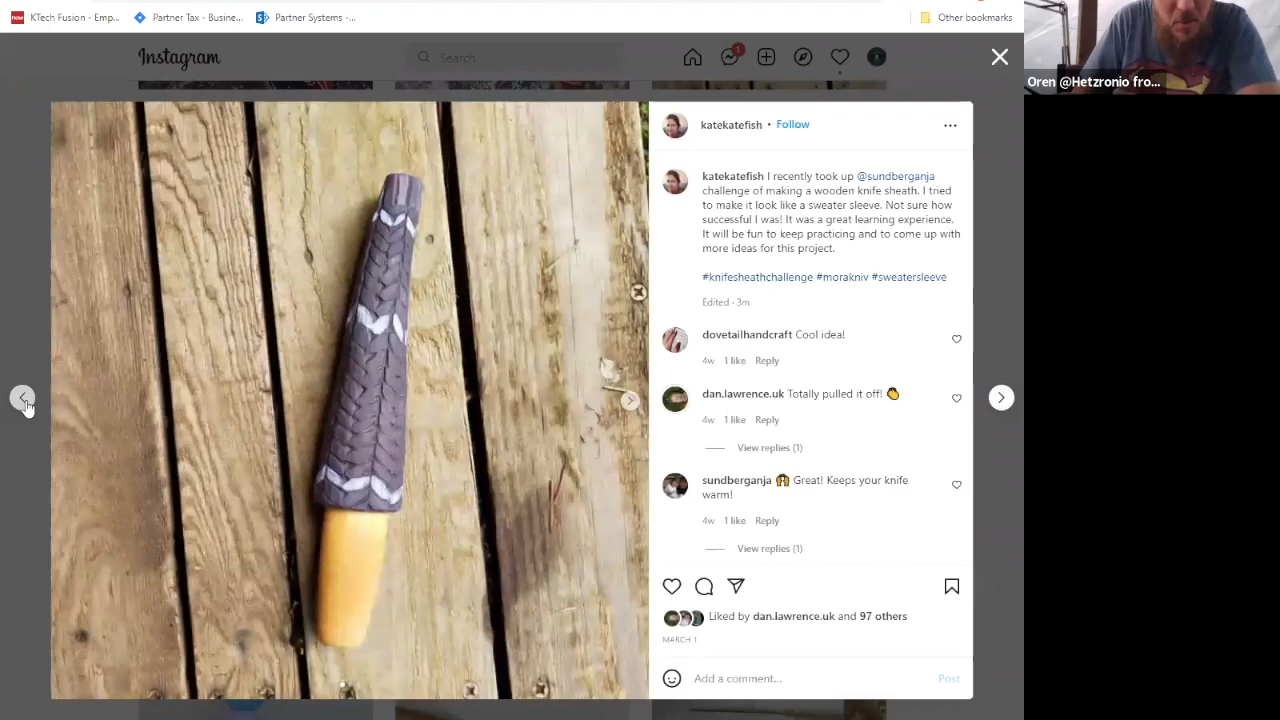 KTech Fusion - Emp...
Partner Tax - Busine...
Partner Systems -...
Other bookmarks
Instagram
Search
1
Oren @Hetzronio fro...
katekatefish • Follow
katekatefish I recently took up @sundberganja
challenge of making a wooden knife sheath. I tried
to make it look like a sweater sleeve. Not sure how
successful I was! It was a great learning experience.
It will be fun to keep practicing and to come up with
more ideas for this project.
#knifesheathchallenge #morakniv #sweatersleeve
Edited · 3m
dovetailhandcraft Cool idea!
4w 1 like Reply
dan.lawrence.uk Totally pulled it off! 👏
4w 1 like Reply
View replies (1)
sundberganja 🙌 Great! Keeps your knife
warm!
4w 1 like Reply
View replies (1)
Liked by dan.lawrence.uk and 97 others
MARCH 1
Add a comment...
Post